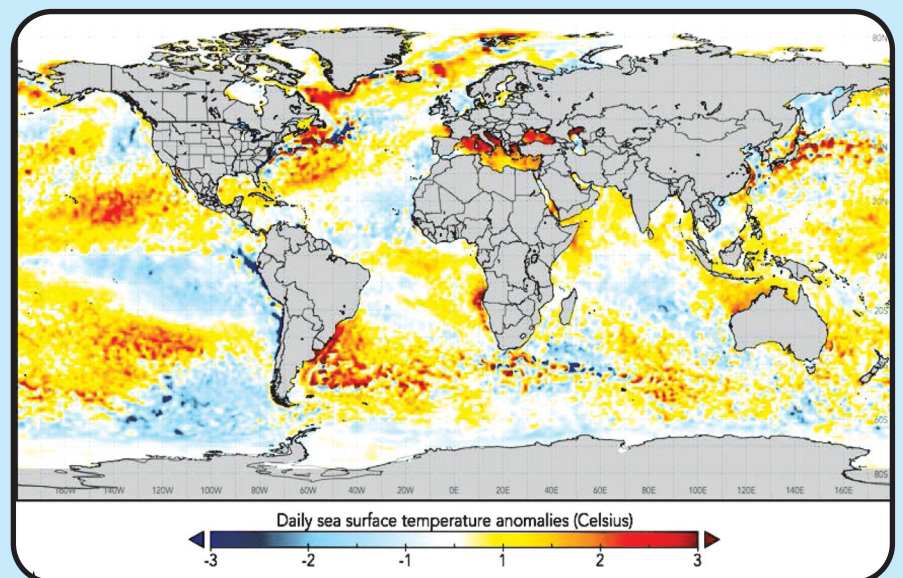 80N
40N
20N
0N
20S
60S
80S
160W 140W 120W 100W 80W 60W 40W 20W 0E 20E 40E 60E 80E 100E 120E 140E 160E
Daily sea surface temperature anomalies (Celsius)
-3 -2 -1 1 2 3